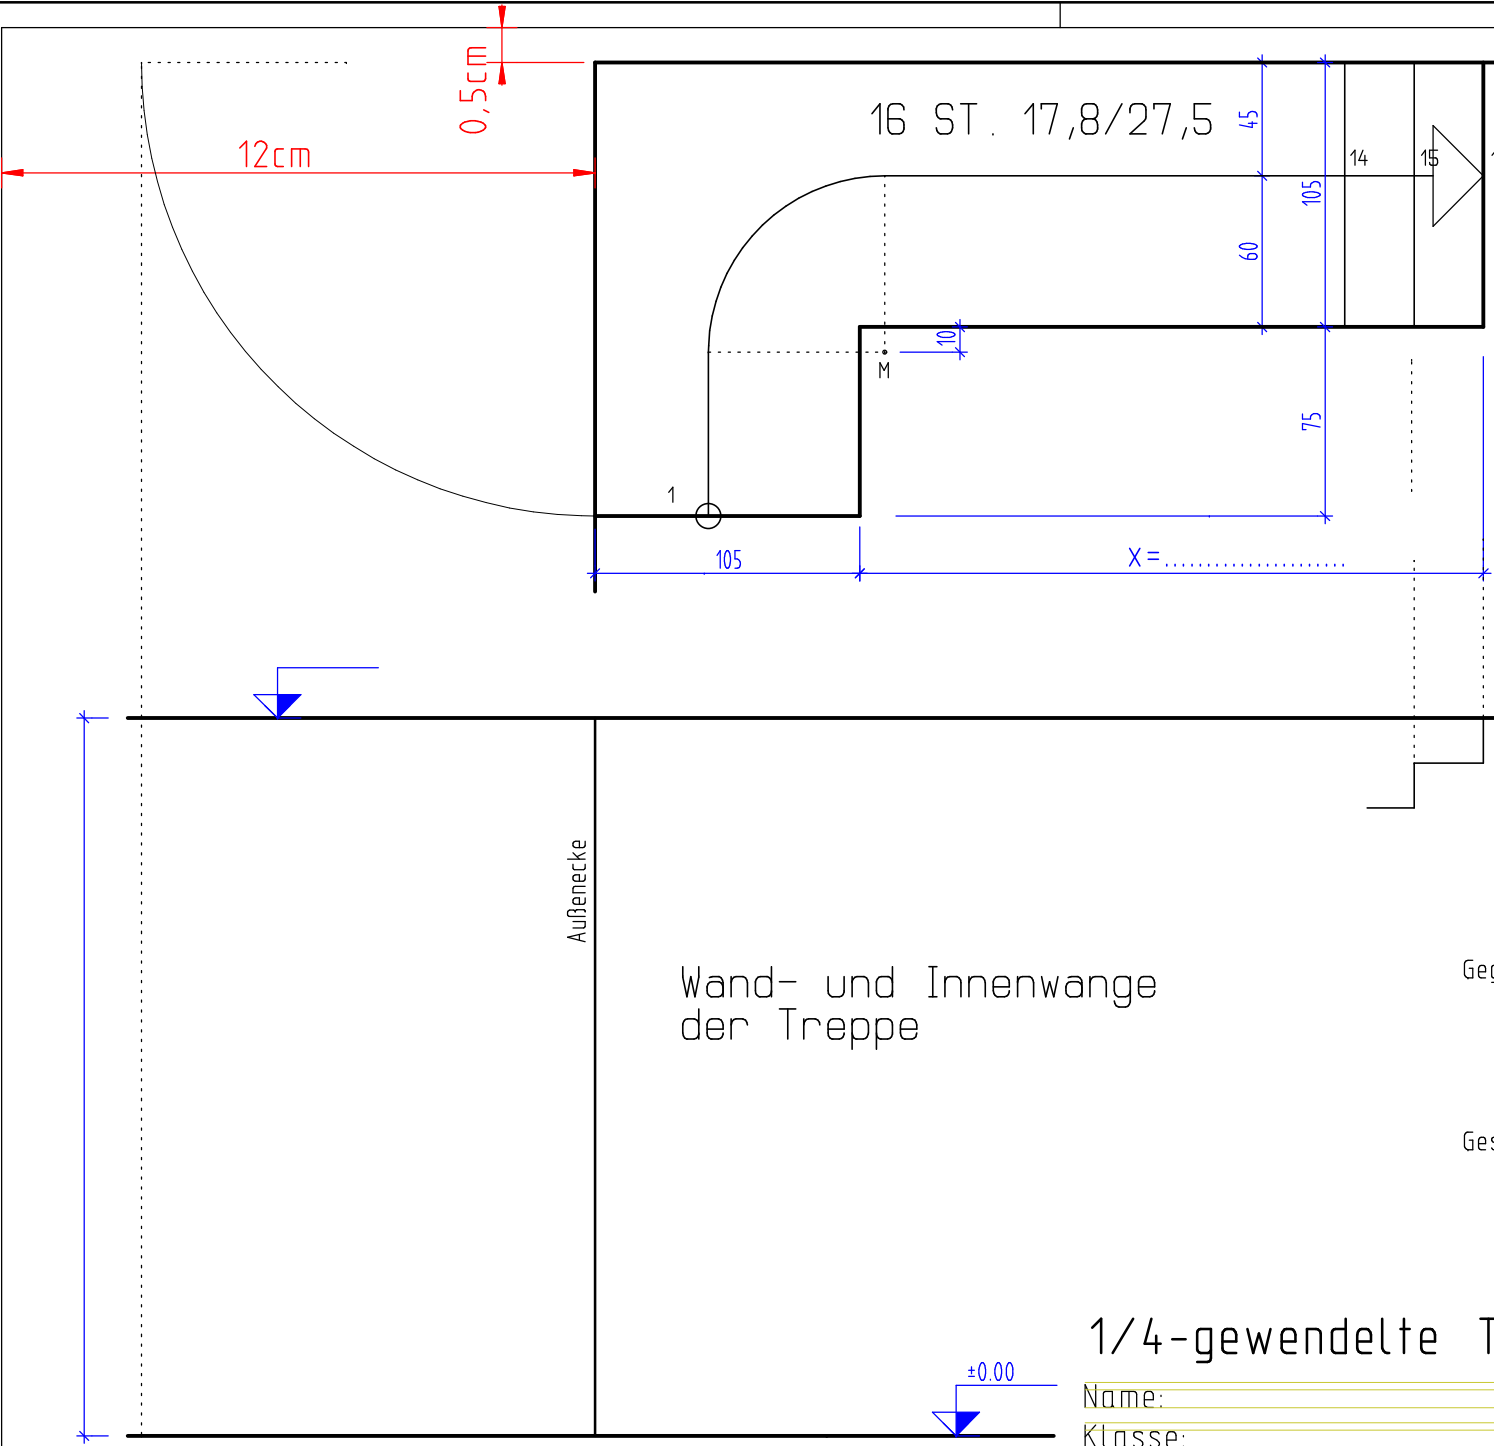 0,5cm
12cm
16 ST. 17,8/27,5
45
105
60
14
15
10
M
75
1
105
X=....................
Außenecke
Wand- und Innenwange
der Treppe
1/4-gewendelte
±0.00
Name:
Klasse: